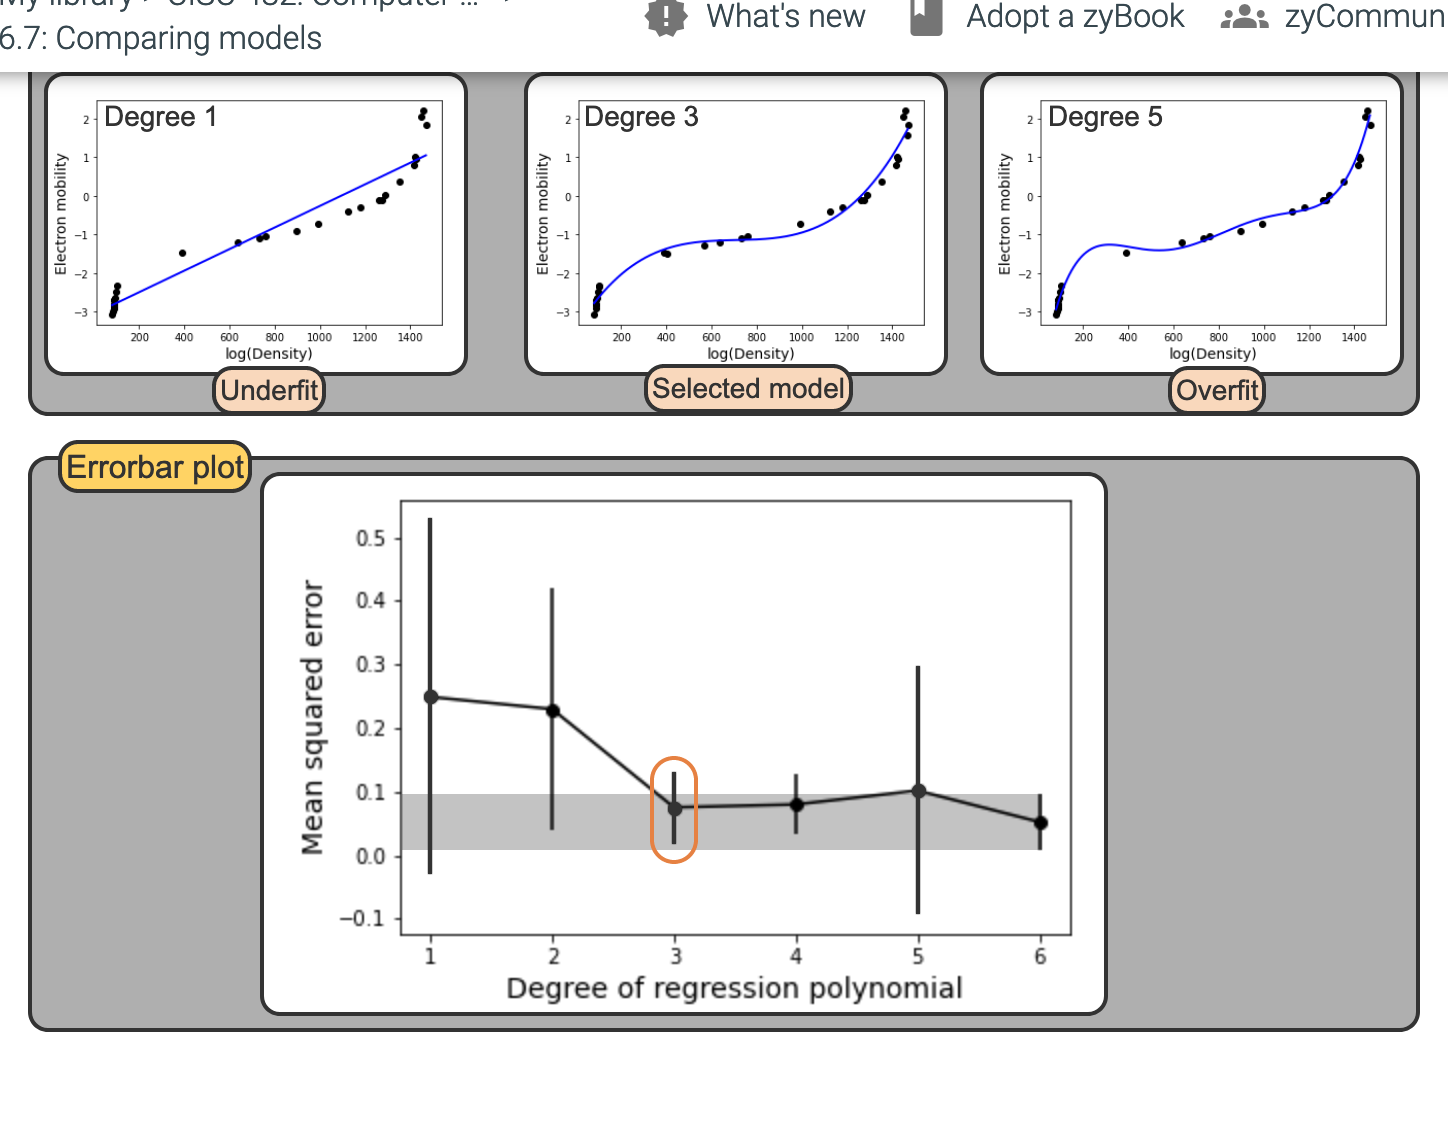 What's new
Adopt a zyBook
6.7: Comparing models
Degree 1
Electron mobility
2
1
0
−1
−2
−3
200 400 600 800 1000 1200 1400
log(Density)
Underfit
Degree 3
Electron mobility
2
1
0
−1
−2
−3
200 400 600 800 1000 1200 1400
log(Density)
Selected model
Degree 5
Electron mobility
2
1
0
−1
−2
−3
200 400 600 800 1000 1200 1400
log(Density)
Overfit
Errorbar plot
Mean squared error
0.5
0.4
0.3
0.2
0.1
0.0
−0.1
1 2 3 4 5 6
Degree of regression polynomial